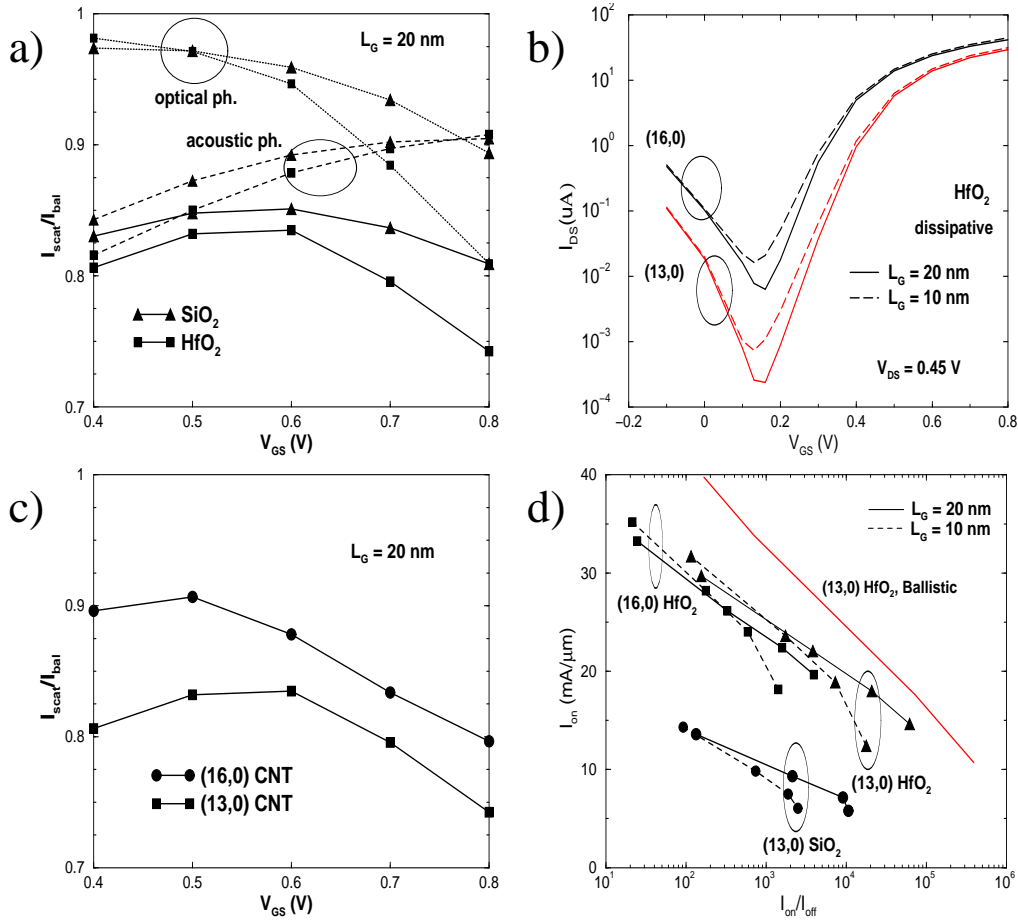 a)
1
0.9
0.8
0.7
I_scat/I_bal
L_G = 20 nm
optical ph.
acoustic ph.
SiO_2
HfO_2
0.4 0.5 0.6 0.7 0.8
V_GS (V)
b)
10^2
10^1
10^0
10^−1
10^−2
10^−3
10^−4
I_DS(uA)
(16,0)
(13,0)
HfO_2
dissipative
L_G = 20 nm
L_G = 10 nm
V_DS = 0.45 V
−0.2 0 0.2 0.4 0.6 0.8
V_GS (V)
c)
1
0.9
0.8
0.7
I_scat/I_bal
L_G = 20 nm
(16,0) CNT
(13,0) CNT
0.4 0.5 0.6 0.7 0.8
V_GS (V)
d)
40
30
20
10
0
I_on (mA/μm)
L_G = 20 nm
L_G = 10 nm
(16,0) HfO_2
(13,0) HfO_2, Ballistic
(13,0) HfO_2
(13,0) SiO_2
10^1 10^2 10^3 10^4 10^5 10^6
I_on/I_off